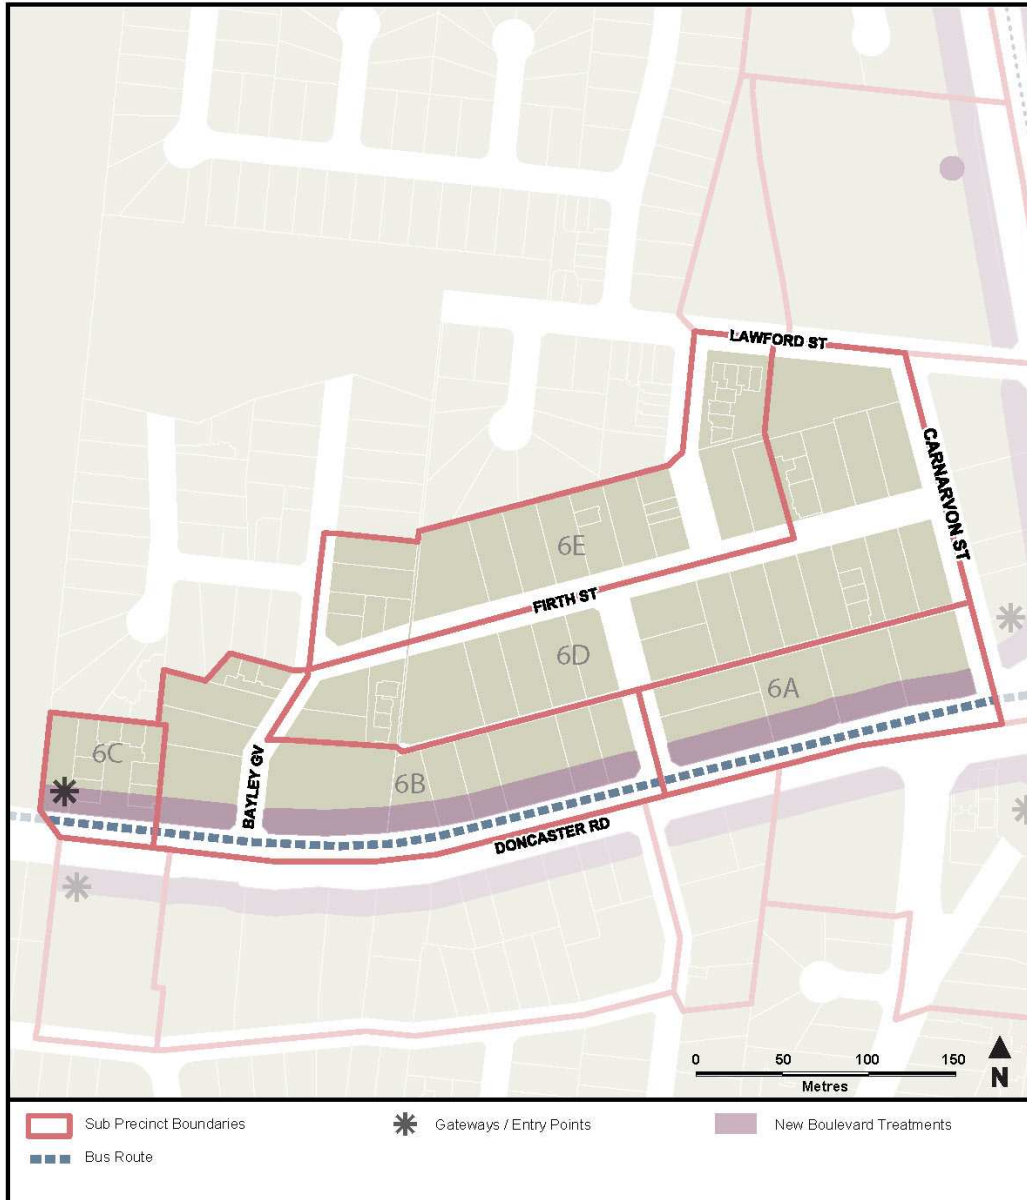 LAWFORD ST
CARNARVON ST
6E
FIRTH ST
6D
6A
6C
6B
BAYLEY GV
DONCASTER RD
0 50 100 150
Metres
N
Sub Precinct Boundaries
Gateways / Entry Points
New Boulevard Treatments
Bus Route